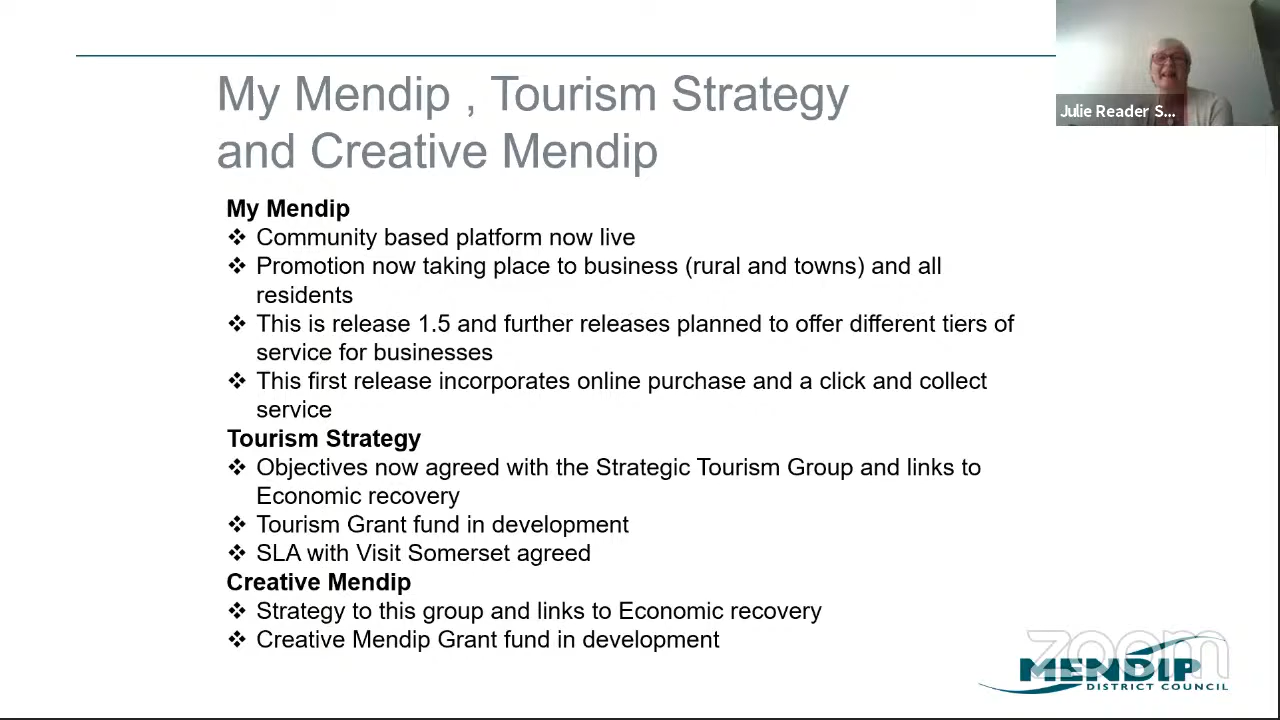 My Mendip , Tourism Strategy
and Creative Mendip
Julie Reader S...
My Mendip
❖ Community based platform now live
❖ Promotion now taking place to business (rural and towns) and all
residents
❖ This is release 1.5 and further releases planned to offer different tiers of
service for businesses
❖ This first release incorporates online purchase and a click and collect
service
Tourism Strategy
❖ Objectives now agreed with the Strategic Tourism Group and links to
Economic recovery
❖ Tourism Grant fund in development
❖ SLA with Visit Somerset agreed
Creative Mendip
❖ Strategy to this group and links to Economic recovery
❖ Creative Mendip Grant fund in development
zoom
MENDIP
DISTRICT COUNCIL